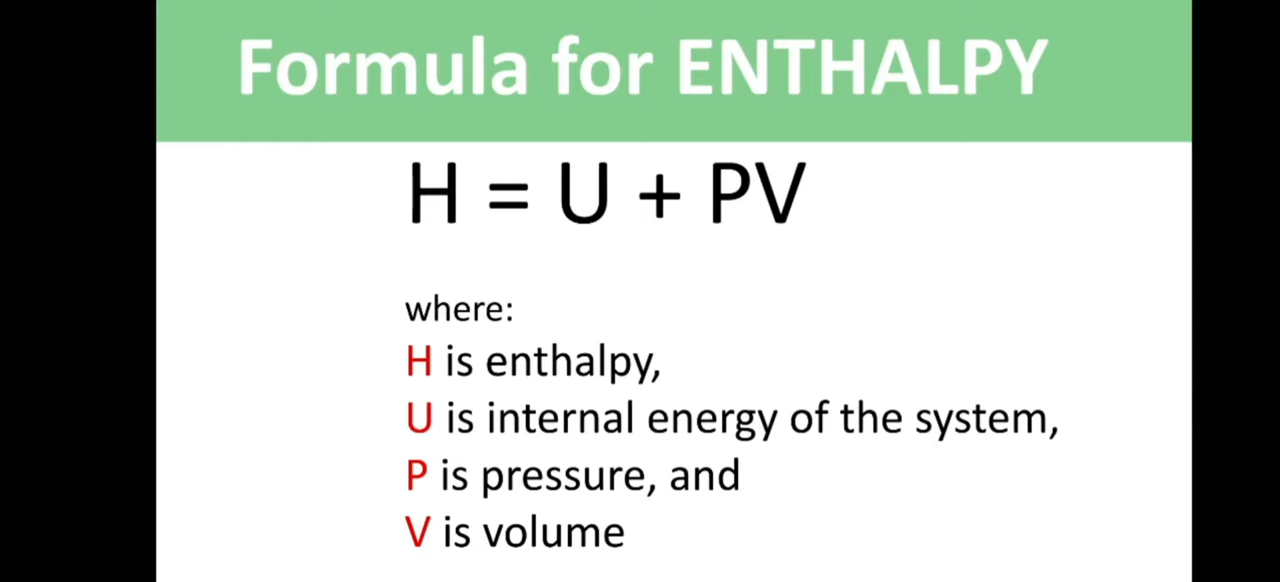 Formula for ENTHALPY
H = U + PV
where:
H is enthalpy,
U is internal energy of the system,
P is pressure, and
V is volume